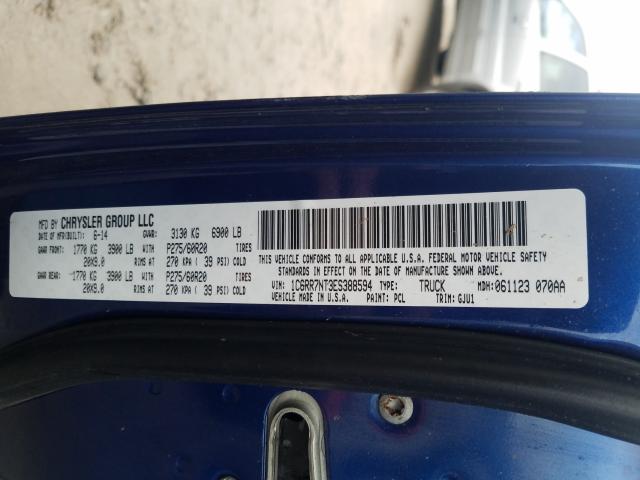 MFD BY CHRYSLER GROUP LLC
DATE OF MFR(BUILT): 6-14 GVWR: 3130 KG 6900 LB
GAWR FRONT: 1770 KG 3900 LB WITH P275/60R20 TIRES
20X9.0 RIMS AT 270 KPA ( 39 PSI) COLD
GAWR REAR: 1770 KG 3900 LB WITH P275/60R20 TIRES
20X9.0 RIMS AT 270 KPA ( 39 PSI) COLD
THIS VEHICLE CONFORMS TO ALL APPLICABLE U.S.A. FEDERAL MOTOR VEHICLE SAFETY
STANDARDS IN EFFECT ON THE DATE OF MANUFACTURE SHOWN ABOVE.
VIN: 1C6RR7NT3ES388594 TYPE: TRUCK MDH: 061123 070AA
VEHICLE MADE IN U.S.A. PAINT: PCL TRIM: GJU1